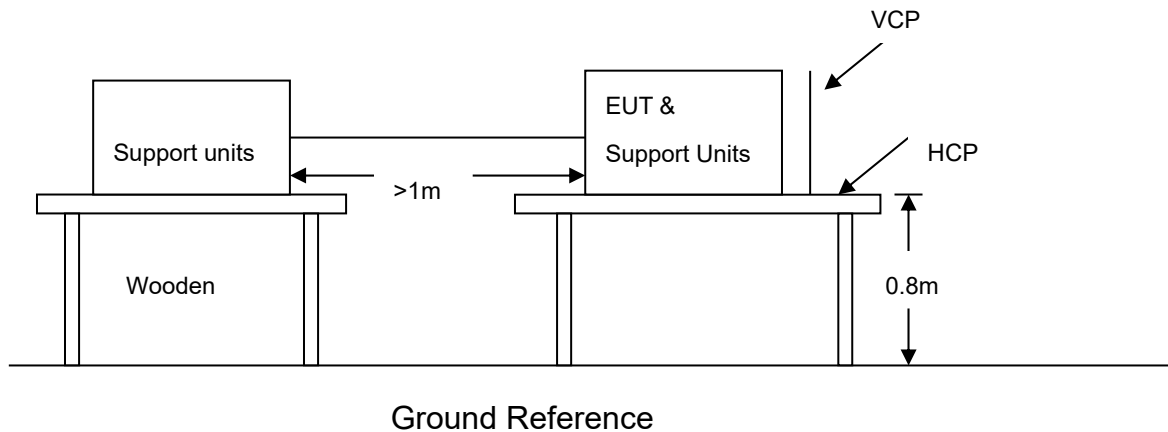 VCP
EUT &
Support units
Support Units
HCP
>1m
Wooden
0.8m
Ground Reference